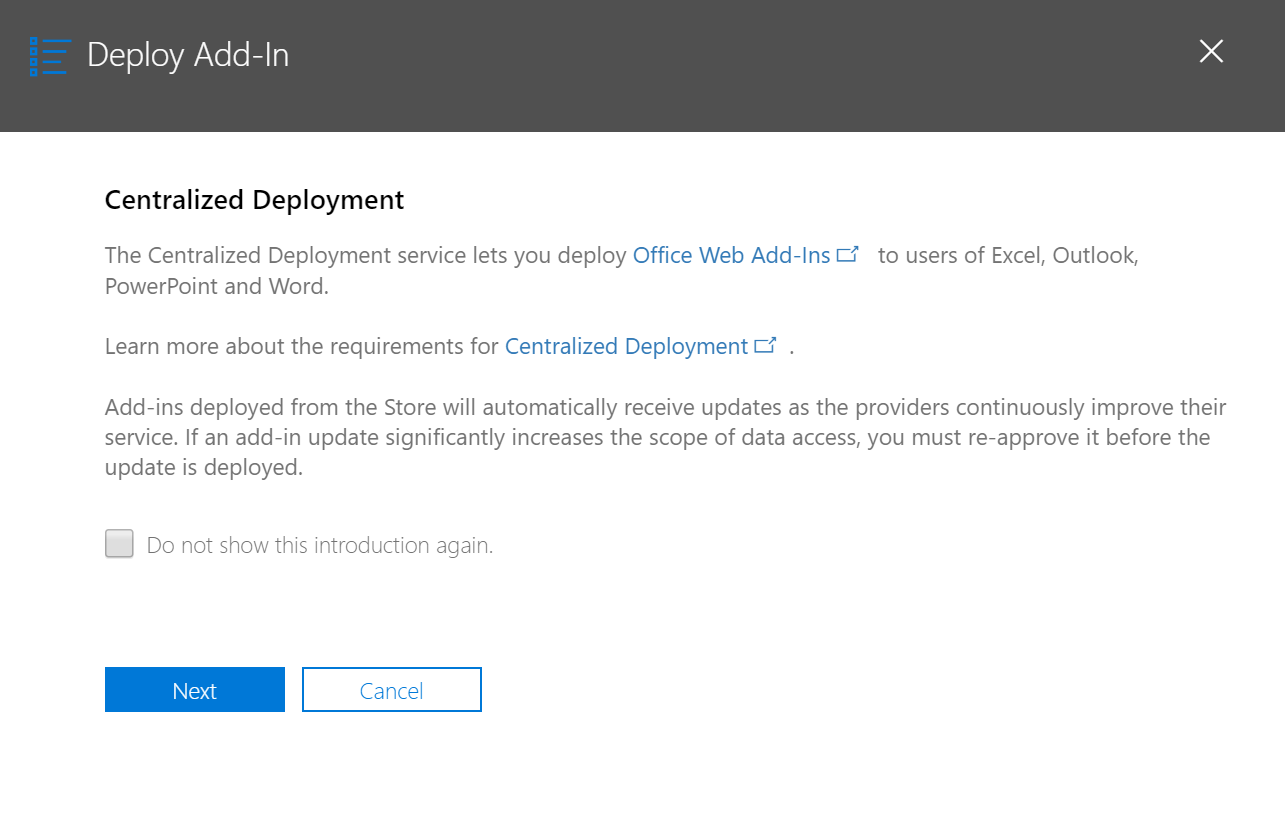 Deploy Add-In
Centralized Deployment
The Centralized Deployment service lets you deploy Office Web Add-Ins to users of Excel, Outlook,
PowerPoint and Word.
Learn more about the requirements for Centralized Deployment .
Add-ins deployed from the Store will automatically receive updates as the providers continuously improve their
service. If an add-in update significantly increases the scope of data access, you must re-approve it before the
update is deployed.
Do not show this introduction again.
Next Cancel